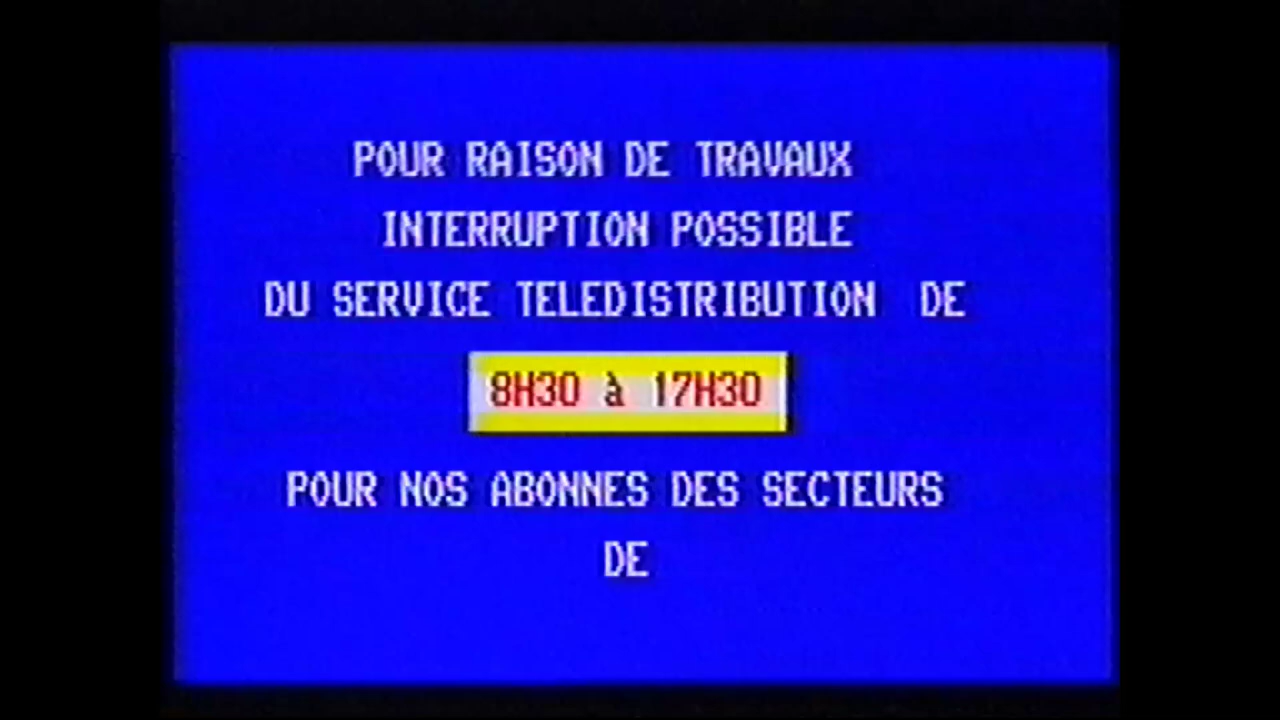 POUR RAISON DE TRAVAUX
INTERRUPTION POSSIBLE
DU SERVICE TELEDISTRIBUTION DE
8H30 à 17H30
POUR NOS ABONNES DES SECTEURS
DE